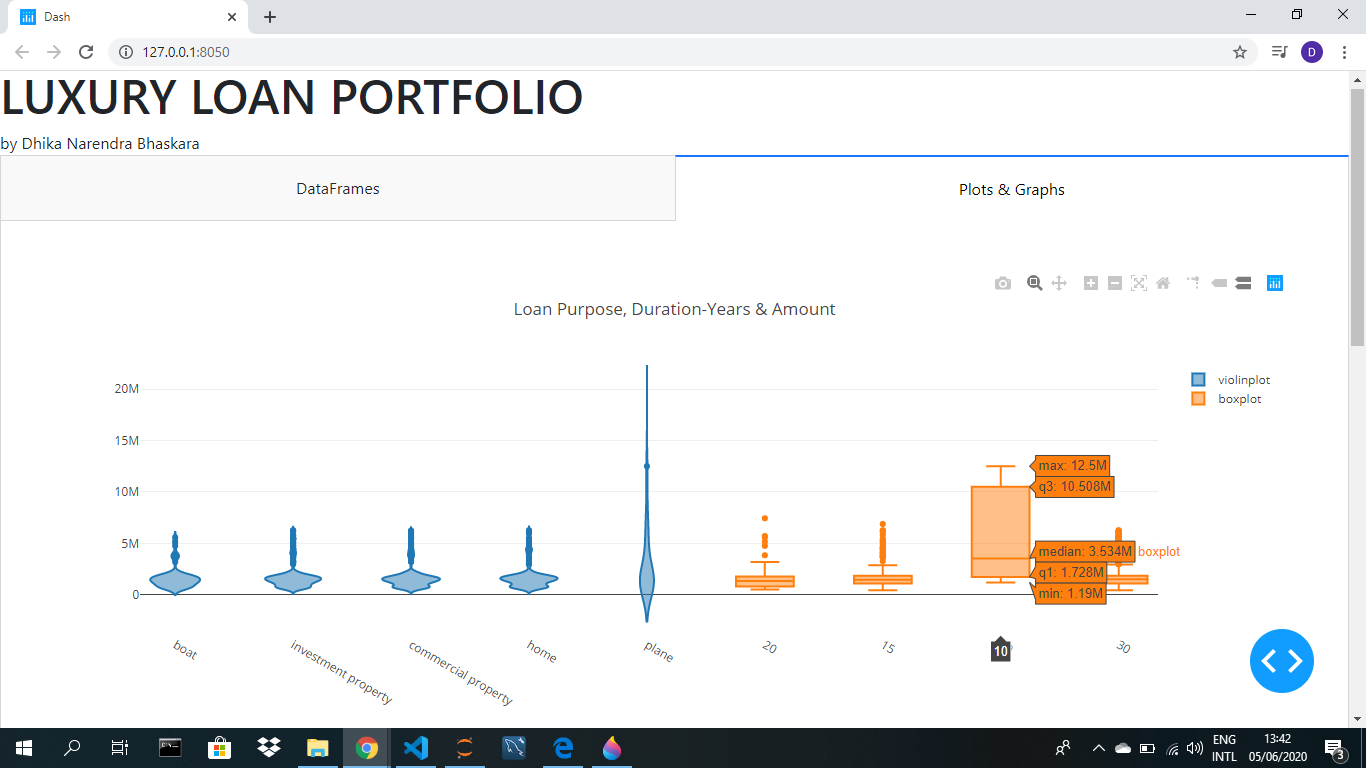 Dash
127.0.0.1:8050
D
LUXURY LOAN PORTFOLIO
by Dhika Narendra Bhaskara
DataFrames
Plots & Graphs
Loan Purpose, Duration-Years & Amount
violinplot
boxplot
20M
15M
10M
5M
0
max: 12.5M
q3: 10.508M
median: 3.534M
boxplot
q1: 1.728M
min: 1.19M
boat
investment property
commercial property
home
plane
20
15
10
30
ENG
INTL
13:42
05/06/2020
3